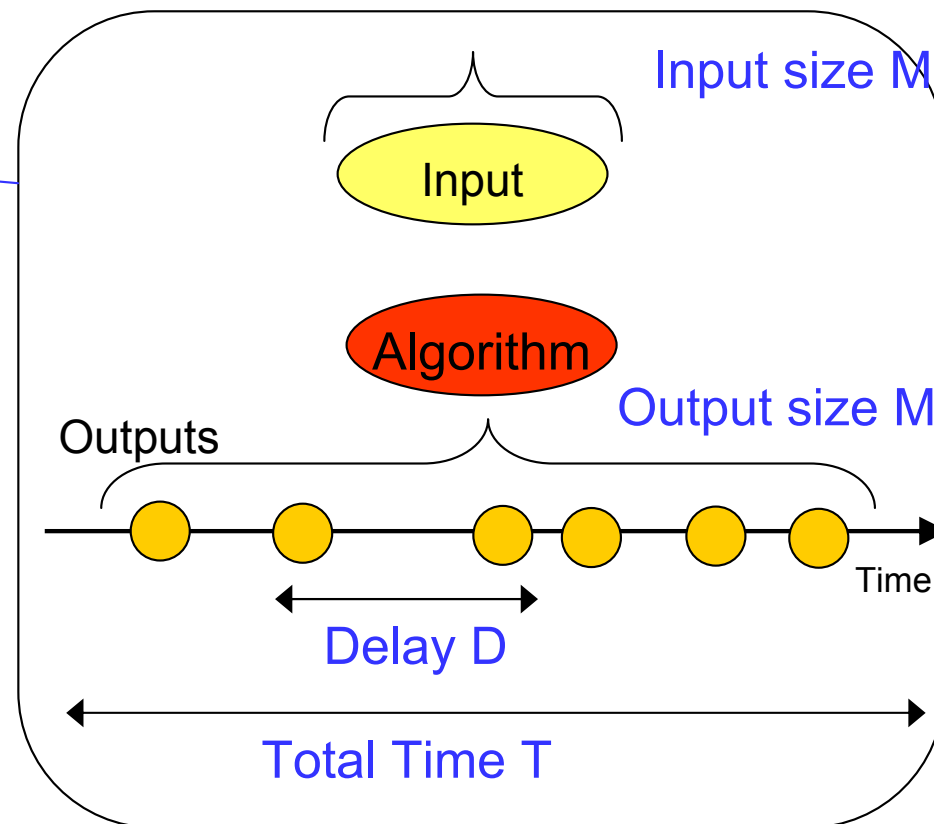 Input size M
Input
Algorithm
Output size M
Outputs
Time
Delay D
Total Time T